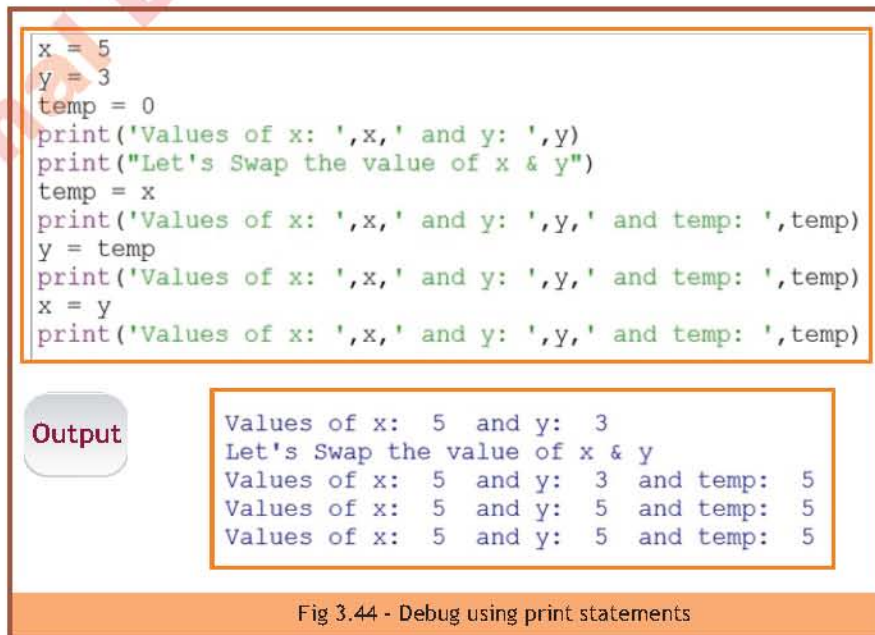 x = 5
y = 3
temp = 0
print('Values of x: ',x,' and y: ',y)
print("Let's Swap the value of x & y")
temp = x
print('Values of x: ',x,' and y: ',y,' and temp: ',temp)
y = temp
print('Values of x: ',x,' and y: ',y,' and temp: ',temp)
x = y
print('Values of x: ',x,' and y: ',y,' and temp: ',temp)
Output
Values of x:  5  and y:  3
Let's Swap the value of x & y
Values of x:  5  and y:  3  and temp:  5
Values of x:  5  and y:  5  and temp:  5
Values of x:  5  and y:  5  and temp:  5
Fig 3.44 - Debug using print statements